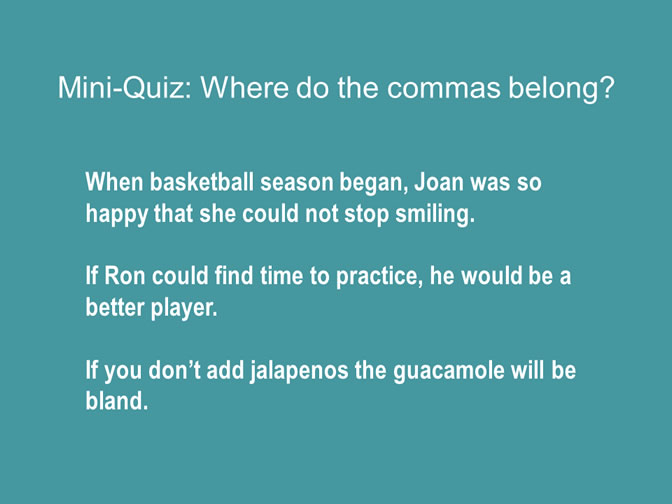 Mini-Quiz: Where do the commas belong?
When basketball season began, Joan was so
happy that she could not stop smiling.
If Ron could find time to practice, he would be a
better player.
If you don’t add jalapenos the guacamole will be
bland.